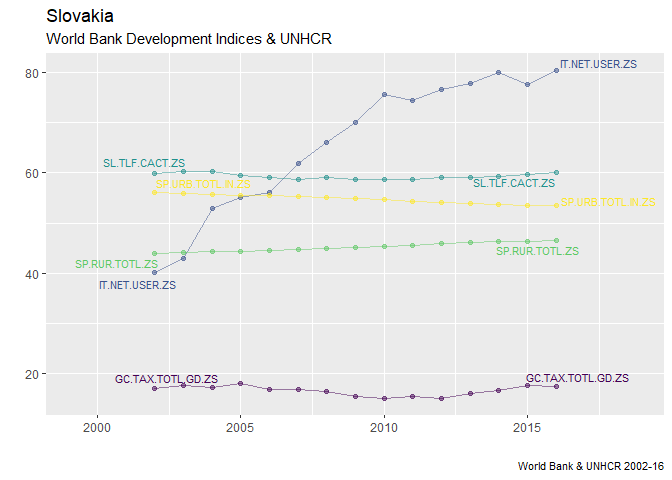 Slovakia
World Bank Development Indices & UNHCR
80
60
40
20
IT.NET.USER.ZS
SL.TLF.CACT.ZS
SP.URB.TOTL.IN.ZS
SL.TLF.CACT.ZS
SP.URB.TOTL.IN.ZS
SP.RUR.TOTL.ZS
SP.RUR.TOTL.ZS
IT.NET.USER.ZS
GC.TAX.TOTL.GD.ZS
GC.TAX.TOTL.GD.ZS
2000
2005
2010
2015
World Bank & UNHCR 2002-16